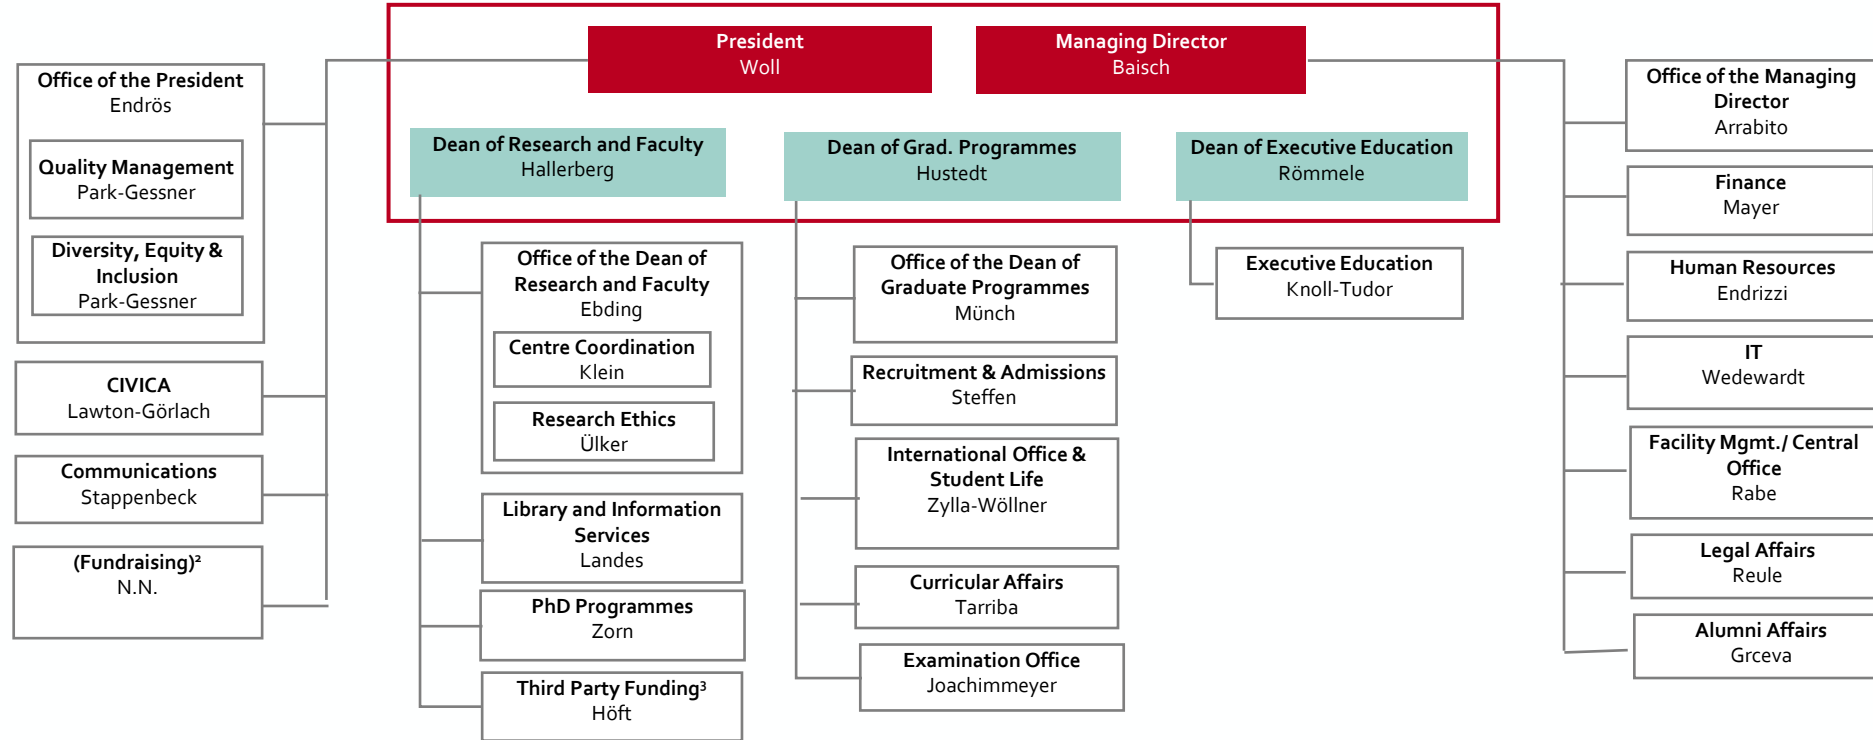 President
Woll
Managing Director
Baisch
Dean of Research and Faculty
Hallerberg
Dean of Grad. Programmes
Hustedt
Dean of Executive Education
Römmele
Office of the President
Endrös
Quality Management
Park-Gessner
Diversity, Equity &
Inclusion
Park-Gessner
CIVICA
Lawton-Görlach
Communications
Stappenbeck
(Fundraising)²
N.N.
Office of the Dean of
Research and Faculty
Ebding
Centre Coordination
Klein
Research Ethics
Ülker
Library and Information
Services
Landes
PhD Programmes
Zorn
Third Party Funding³
Höft
Office of the Dean of
Graduate Programmes
Münch
Recruitment & Admissions
Steffen
International Office &
Student Life
Zylla-Wöllner
Curricular Affairs
Tarriba
Examination Office
Joachimmeyer
Executive Education
Knoll-Tudor
Office of the Managing
Director
Arrabito
Finance
Mayer
Human Resources
Endrizzi
IT
Wedewardt
Facility Mgmt./ Central
Office
Rabe
Legal Affairs
Reule
Alumni Affairs
Grceva